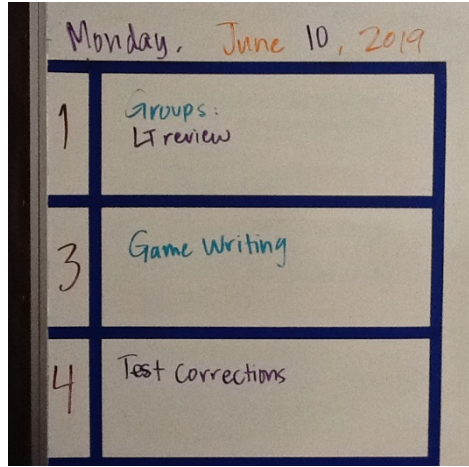 Monday, June 10, 2019
1
Groups:
LT review
3
Game Writing
4
Test Corrections